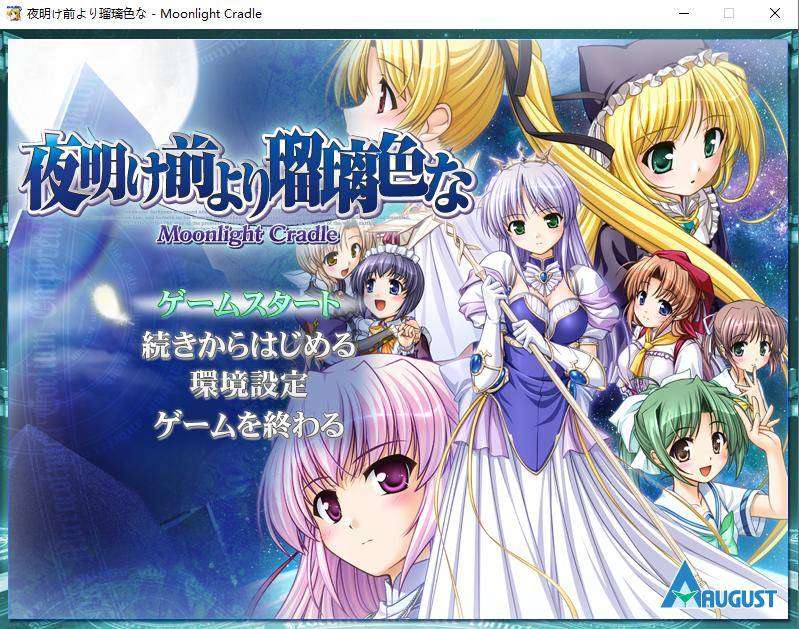 夜明け前より瑠璃色な - Moonlight Cradle
夜明け前より瑠璃色な
Moonlight Cradle
ゲームスタート
続きからはじめる
環境設定
ゲームを終わる
AUGUST